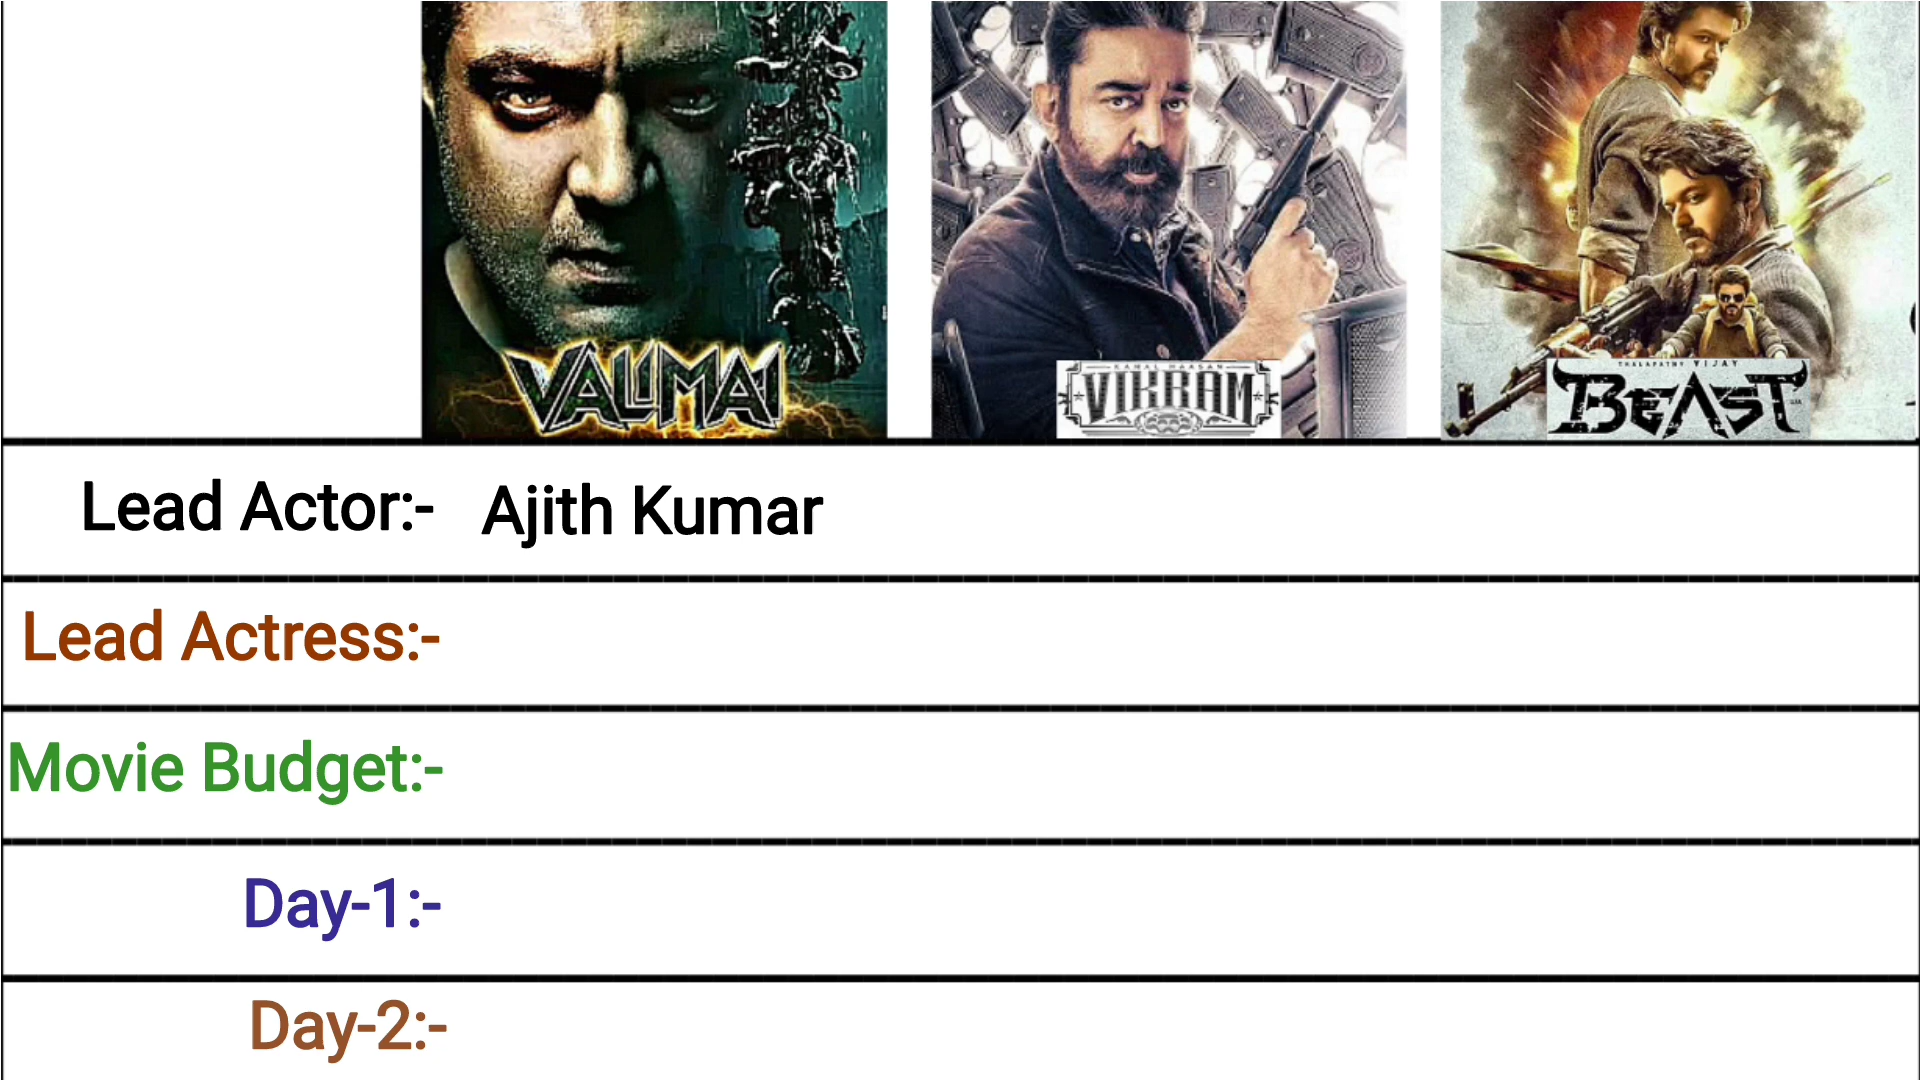 VALIMAI
KAMAL HAASAN
VIKRAM
THALAPATHY VIJAY
BEAST
Lead Actor:- Ajith Kumar
Lead Actress:-
Movie Budget:-
Day-1:-
Day-2:-